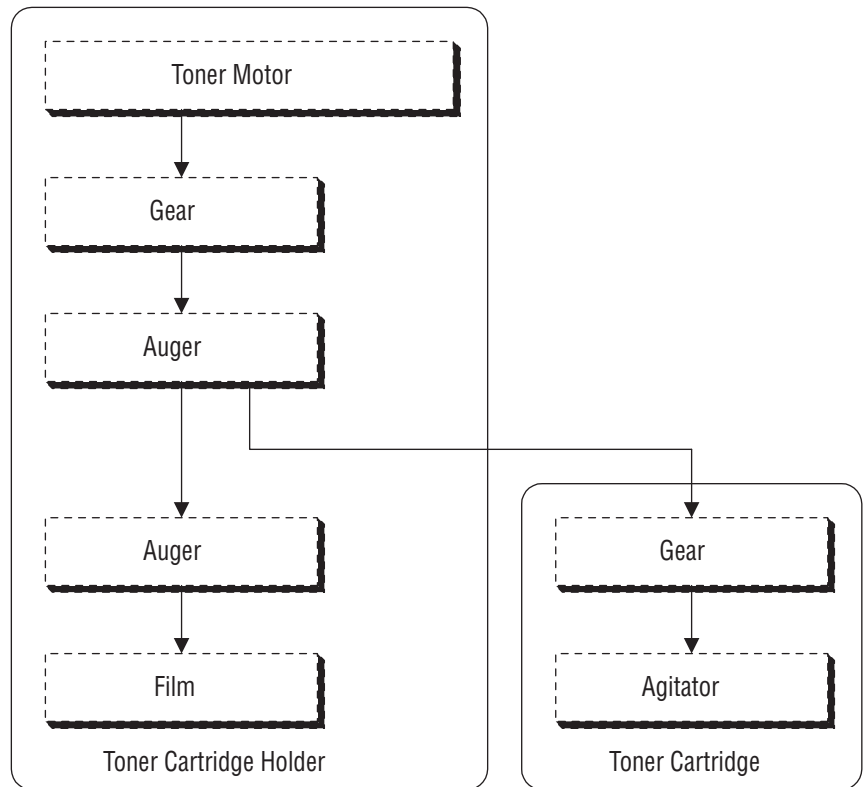 Toner Motor
Gear
Auger
Auger
Film
Toner Cartridge Holder
Gear
Agitator
Toner Cartridge